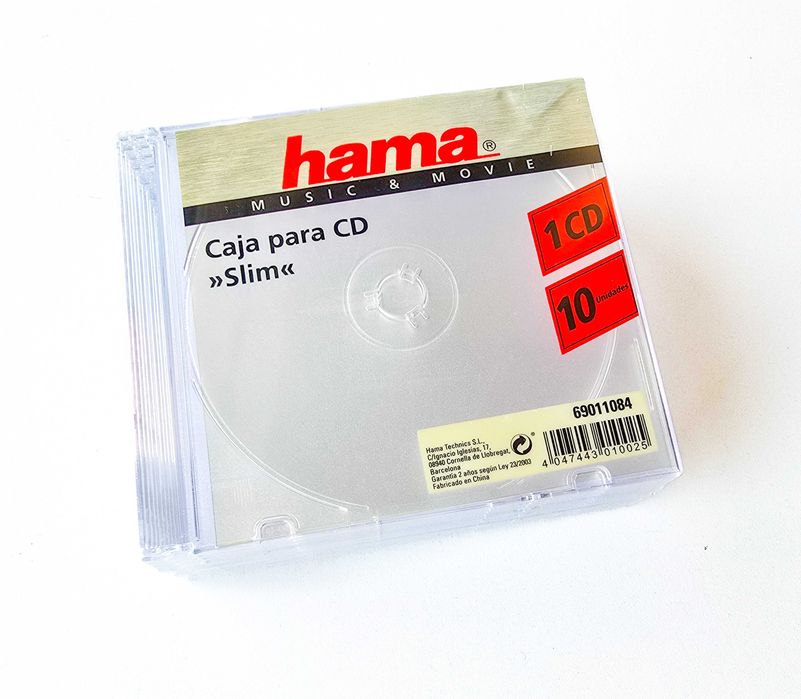 hama®
MUSIC & MOVIE
Caja para CD
»Slim«
1 CD
10 Unidades
69011084
Hama Technics S.L.,
C/Ignacio Iglesias, 17,
08940 Cornella de Llobregat,
Barcelona
Garantía 2 años según Ley 23/2003
Fabricado en China
4 047443 010025